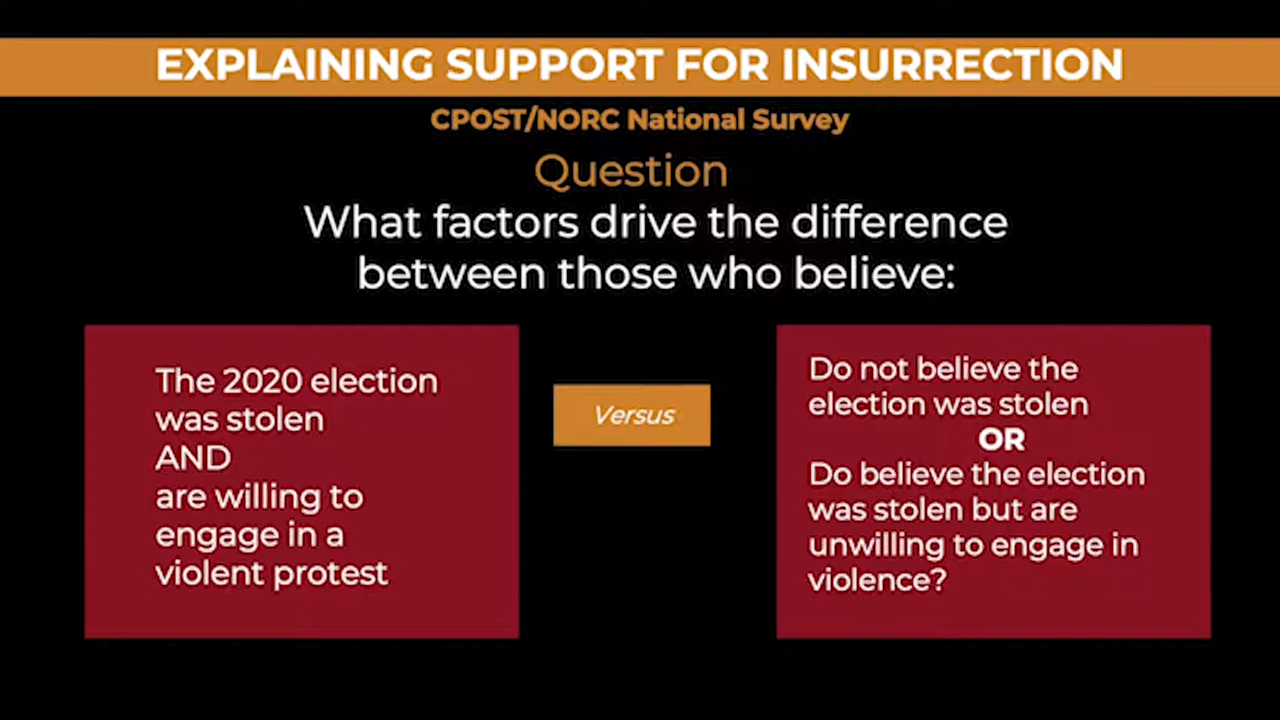 EXPLAINING SUPPORT FOR INSURRECTION
CPOST/NORC National Survey
Question
What factors drive the difference
between those who believe:
The 2020 election
was stolen
AND
are willing to
engage in a
violent protest
Versus
Do not believe the
election was stolen
OR
Do believe the election
was stolen but are
unwilling to engage in
violence?